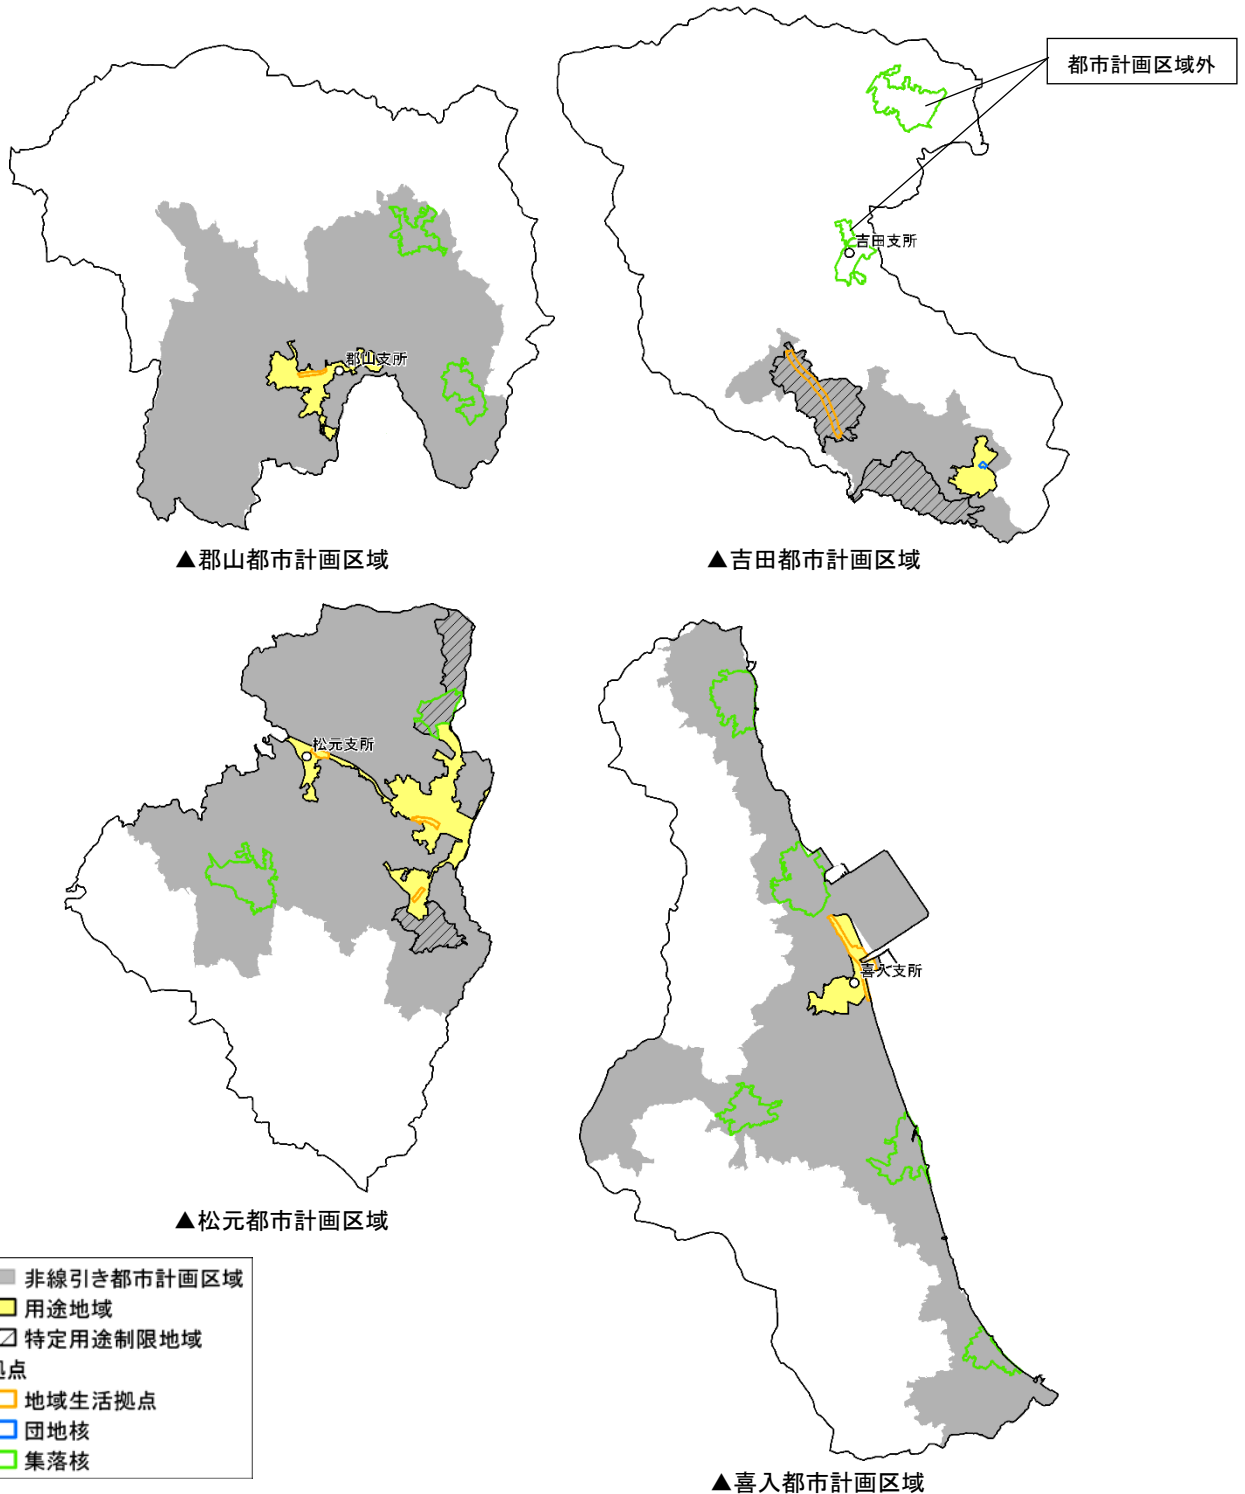 都市計画区域外
吉田支所
郡山支所
▲郡山都市計画区域
▲吉田都市計画区域
松元支所
喜入支所
▲松元都市計画区域
非線引き都市計画区域
用途地域
特定用途制限地域
点
地域生活拠点
団地核
集落核
▲喜入都市計画区域